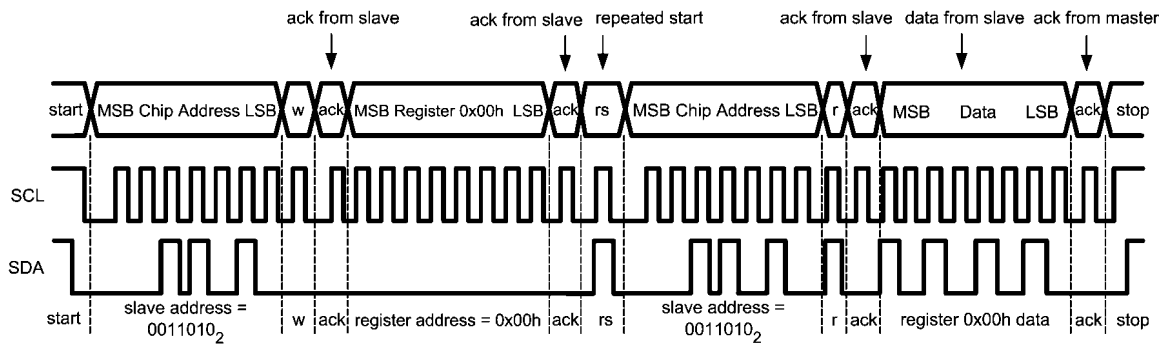 ack from slave ack from slave repeated start ack from slave data from slave ack from master
start MSB Chip Address LSB w ack MSB Register 0x00h LSB ack rs MSB Chip Address LSB r ack MSB Data LSB ack stop
SCL
SDA
slave address = slave address =
start 00110102 w ack register address = 0x00h ack rs 00110102 r ack register 0x00h data ack stop